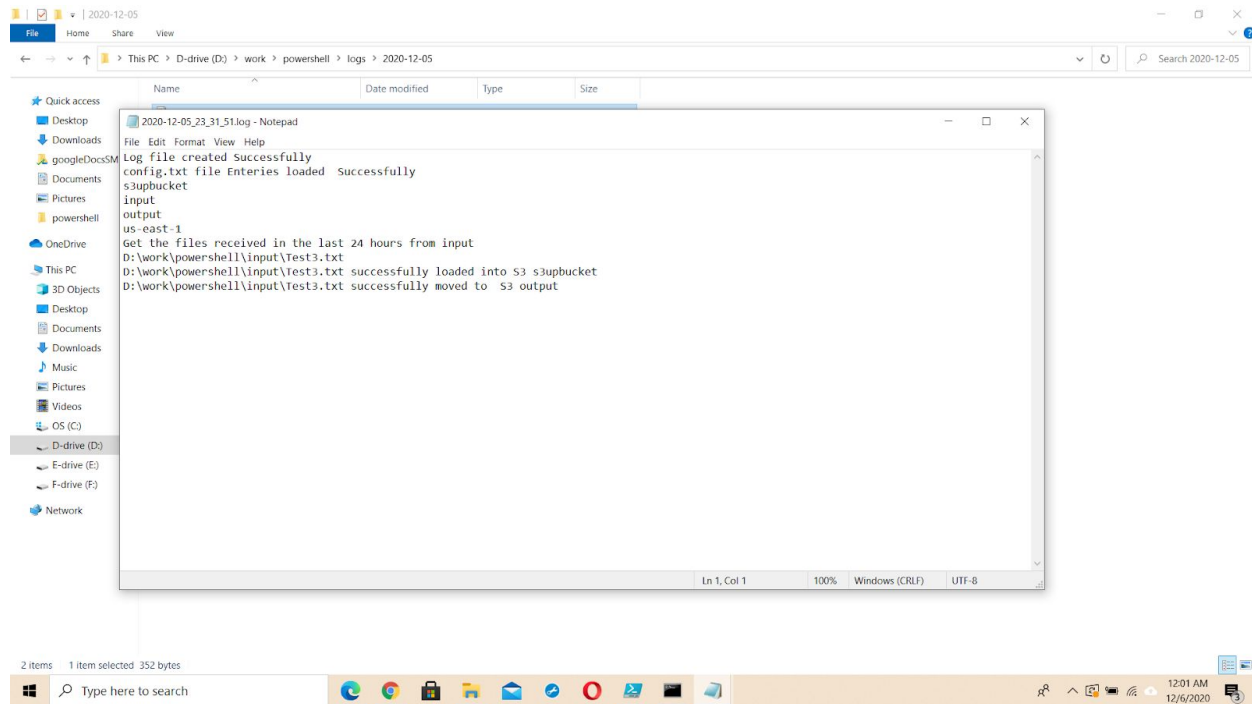 2020-12-05
File Home Share View
This PC > D-drive (D:) > work > powershell > logs > 2020-12-05
Search 2020-12-05
Name Date modified Type Size
Quick access
Desktop
Downloads
googleDocsSM
Documents
Pictures
powershell
OneDrive
This PC
3D Objects
Desktop
Documents
Downloads
Music
Pictures
Videos
OS (C:)
D-drive (D:)
E-drive (E:)
F-drive (F:)
Network
2020-12-05_23_31_51.log - Notepad
File Edit Format View Help
Log file created Successfully
config.txt file Enteries loaded  Successfully
s3upbucket
input
output
us-east-1
Get the files received in the last 24 hours from input
D:\work\powershell\input\Test3.txt
D:\work\powershell\input\Test3.txt successfully loaded into S3 s3upbucket
D:\work\powershell\input\Test3.txt successfully moved to  S3 output
Ln 1, Col 1 100% Windows (CRLF) UTF-8
2 items 1 item selected 352 bytes
Type here to search
12:01 AM
12/6/2020
3